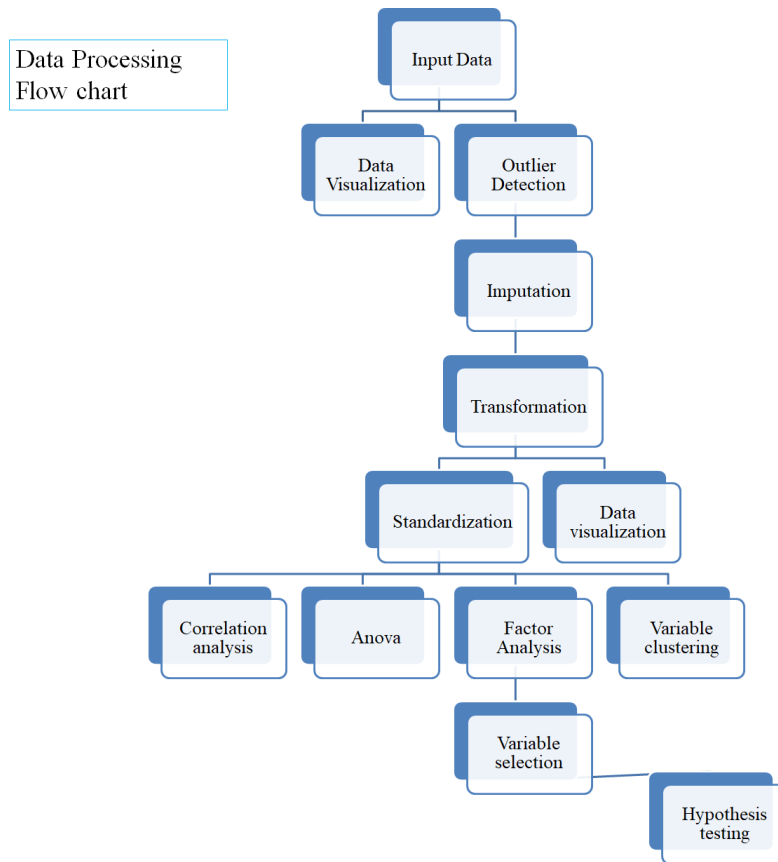 Data Processing
Flow chart
Input Data
Data
Visualization
Outlier
Detection
Imputation
Transformation
Standardization
Data
visualization
Correlation
analysis
Anova
Factor
Analysis
Variable
clustering
Variable
selection
Hypothesis
testing